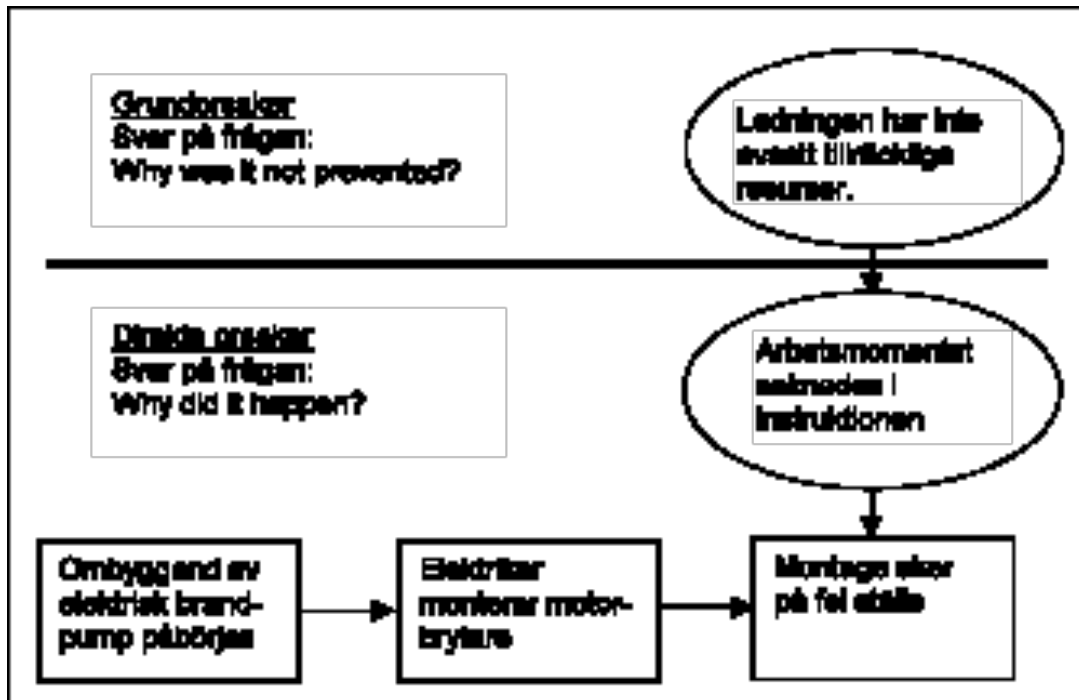 Grundorsaker
Svar på frågan:
Why was it not prevented?
Ledningen har inte
avsatt tillräckliga
resurser.
Direkta orsaker
Svar på frågan:
Why did it happen?
Arbetsmomentet
saknades i
instruktionen
Ombyggand av
elektrisk brand-
pump påbörjas
Elektriker
monterar motor-
brytare
Montage sker
på fel ställe